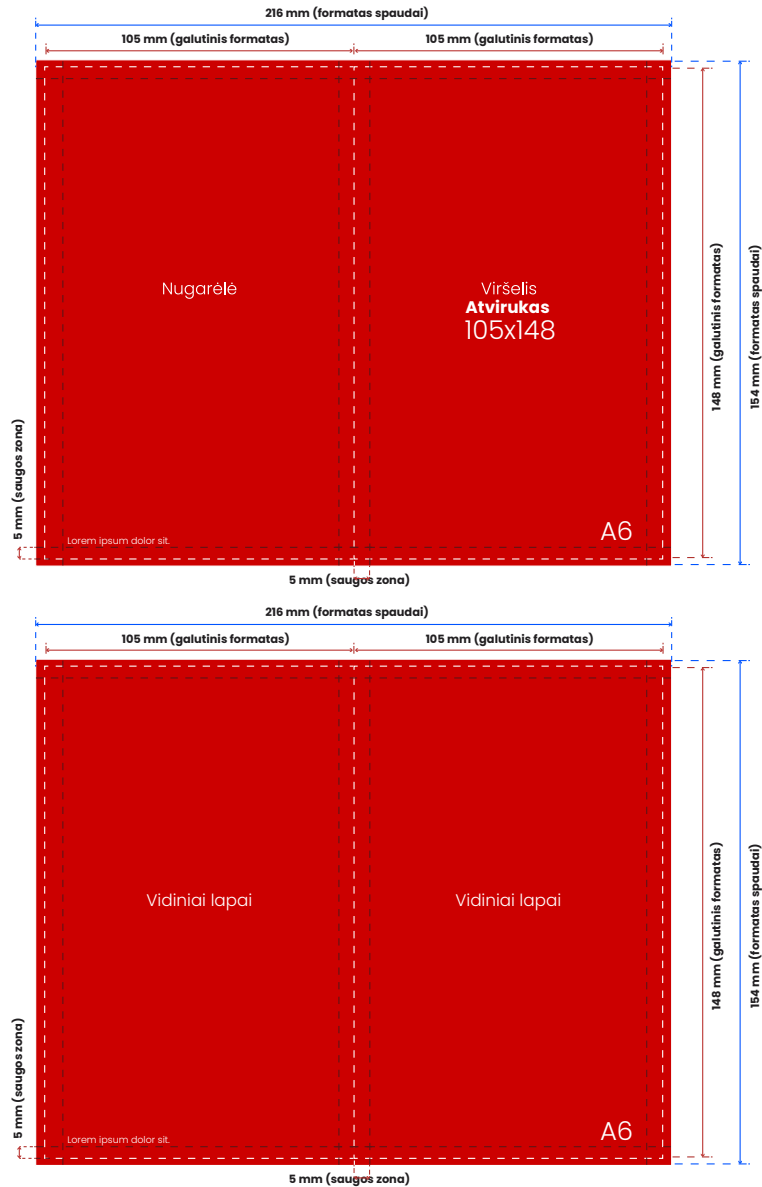 216 mm (formatas spaudai)
105 mm (galutinis formatas)
105 mm (galutinis formatas)
Nugarėlė
Viršelis
Atvirukas
105x148
148 mm (galutinis formatas)
154 mm (formatas spaudai)
5 mm (saugos zona)
A6
Lorem ipsum dolor sit.
5 mm (saugos zona)
216 mm (formatas spaudai)
105 mm (galutinis formatas)
105 mm (galutinis formatas)
Vidiniai lapai
Vidiniai lapai
148 mm (galutinis formatas)
154 mm (formatas spaudai)
5 mm (saugos zona)
A6
Lorem ipsum dolor sit.
5 mm (saugos zona)